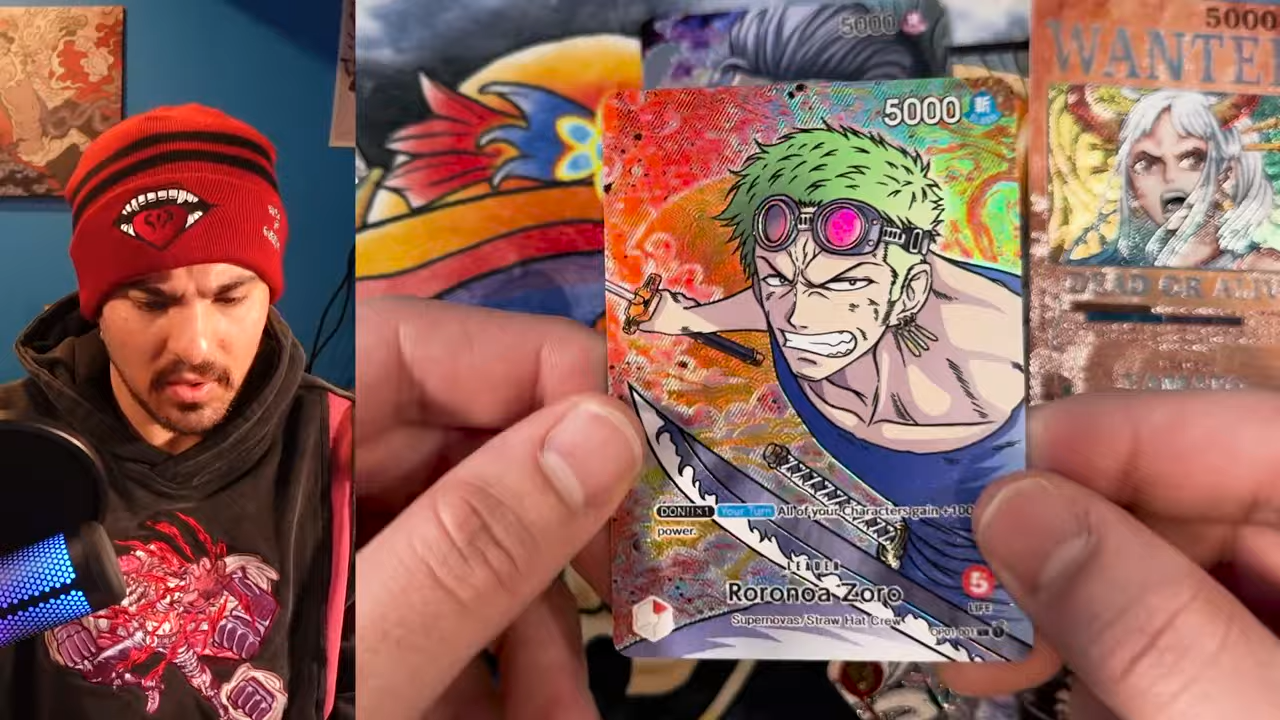 5000
5000
WANTE
DEAD OR ALIV
5000
斬
DON!!×1 Your Turn All of your Characters gain +100
power.
LEADER
Roronoa Zoro
Supernovas/Straw Hat Crew
5
LIFE
OP01-001